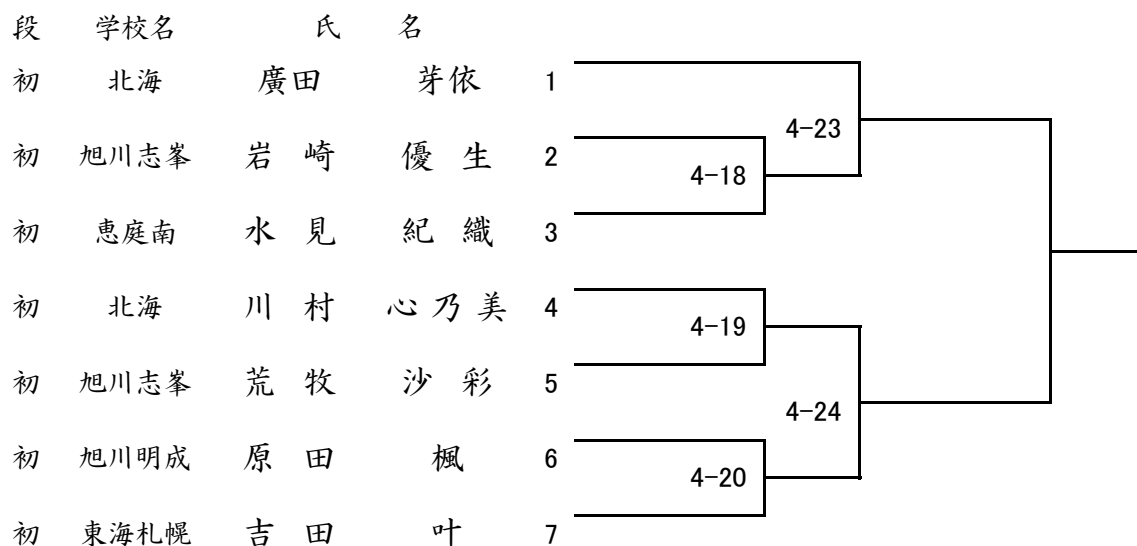 段 学校名 氏 名
初 北海 廣田 芽依 1
4-23
初 旭川志峯 岩崎 優生 2
4-18
初 恵庭南 水見 紀織 3
初 北海 川村 心乃美 4
4-19
初 旭川志峯 荒牧 沙彩 5
4-24
初 旭川明成 原田 楓 6
4-20
初 東海札幌 吉田 叶 7